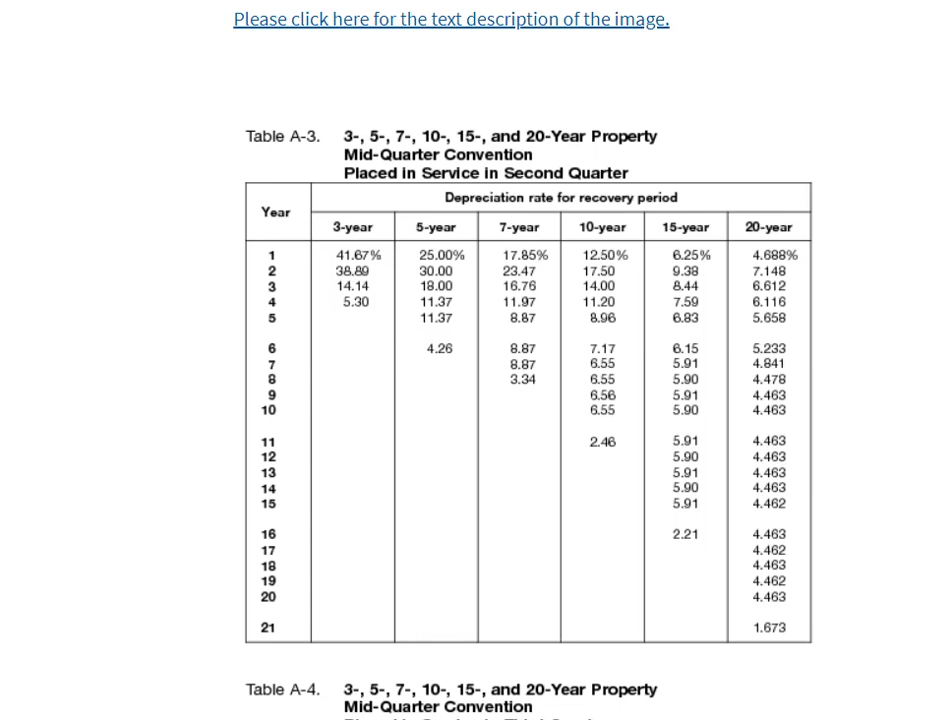 Please click here for the text description of the image.
Table A-3. 3-, 5-, 7-, 10-, 15-, and 20-Year Property
Mid-Quarter Convention
Placed in Service in Second Quarter
Year Depreciation rate for recovery period
3-year 5-year 7-year 10-year 15-year 20-year
1 41.67% 25.00% 17.85% 12.50% 6.25% 4.688%
2 38.89 30.00 23.47 17.50 9.38 7.148
3 14.14 18.00 16.76 14.00 8.44 6.612
4 5.30 11.37 11.97 11.20 7.59 6.116
5 11.37 8.87 8.96 6.83 5.658
6 4.26 8.87 7.17 6.15 5.233
7 8.87 6.55 5.91 4.841
8 3.34 6.55 5.90 4.478
9 6.56 5.91 4.463
10 6.55 5.90 4.463
11 2.46 5.91 4.463
12 5.90 4.463
13 5.91 4.463
14 5.90 4.463
15 5.91 4.462
16 2.21 4.463
17 4.462
18 4.463
19 4.462
20 4.463
21 1.673
Table A-4. 3-, 5-, 7-, 10-, 15-, and 20-Year Property
Mid-Quarter Convention